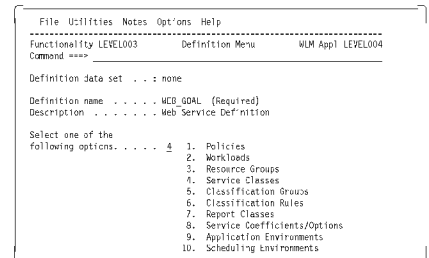 File Utilities Notes Options Help
--------------------------------------------------------------------------
Functionality LEVEL003 Definition Menu WLM Appl LEVEL004
Command ===> ______________________________________________
Definition data set . . : none
Definition name . . . . . WEB_GOAL (Required)
Description . . . . . . . Web Service Definition
Select one of the
following options. . . . . 4 1. Policies
2. Workloads
3. Resource Groups
4. Service Classes
5. Classification Groups
6. Classification Rules
7. Report Classes
8. Service Coefficients/Options
9. Application Environments
10. Scheduling Environments